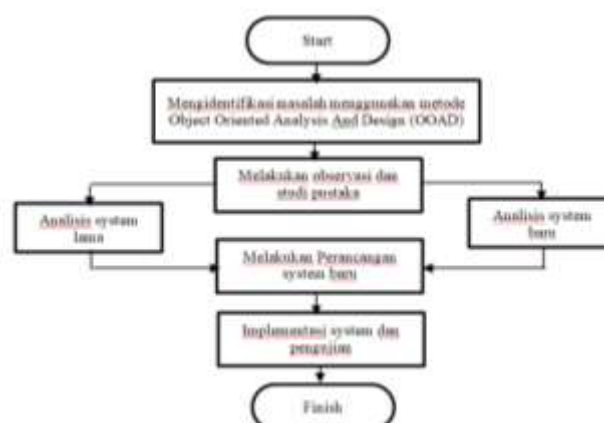 Start
Mengidentifikasi masalah menggunakan metode
Object Oriented Analysis And Design (OOAD)
Melakukan observasi dan
studi pustaka
Analisis system
lama
Analisis system
baru
Melakukan Perancangan
system baru
Implementasi system dan
pengujian
Finish